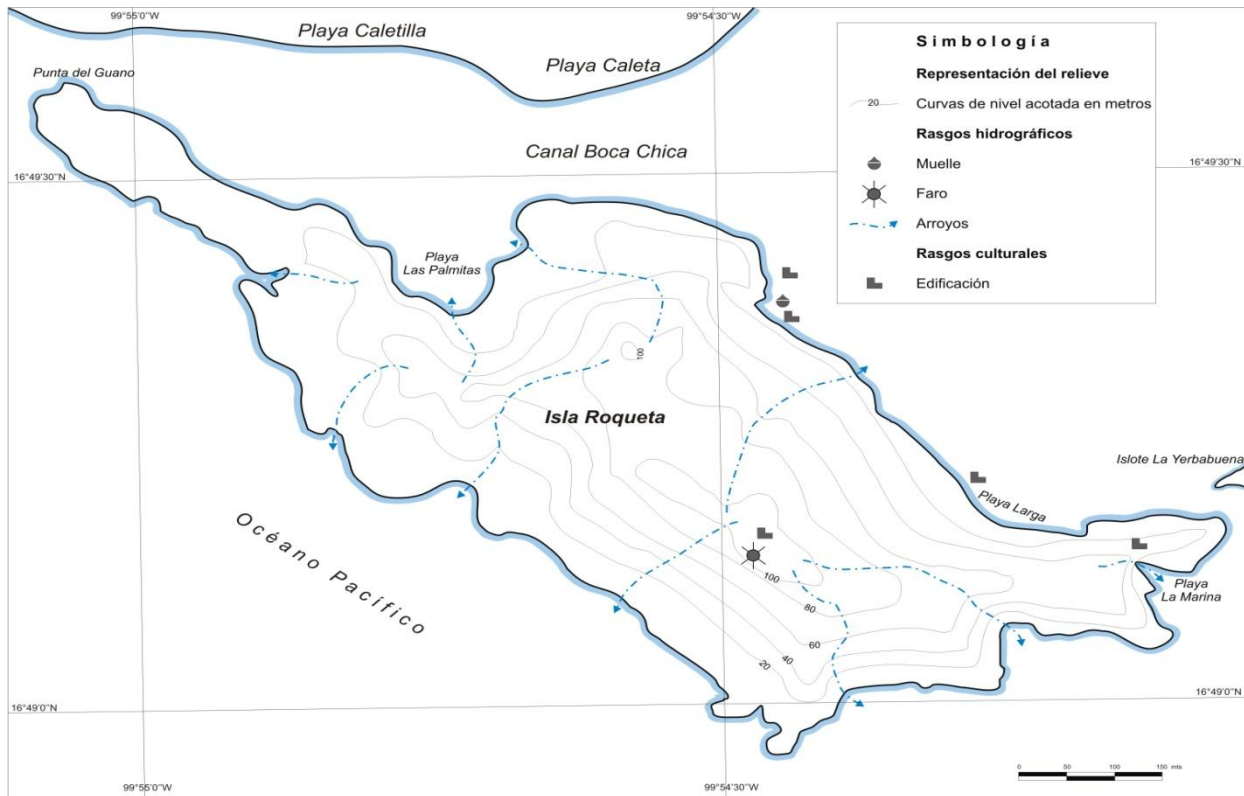 99°55'0"W
99°54'30"W
Playa Caletilla
Playa Caleta
Punta del Guano
Canal Boca Chica
16°49'30"N
16°49'30"N
Simbología
Representación del relieve
20
Curvas de nivel acotada en metros
Rasgos hidrográficos
Muelle
Faro
Arroyos
Rasgos culturales
Edificación
Playa
Las Palmitas
100
Isla Roqueta
Islote La Yerbabuena
Playa Larga
Océano Pacífico
100
80
60
40
20
Playa
La Marina
16°49'0"N
16°49'0"N
0 50 100 150 mts
99°55'0"W
99°54'30"W